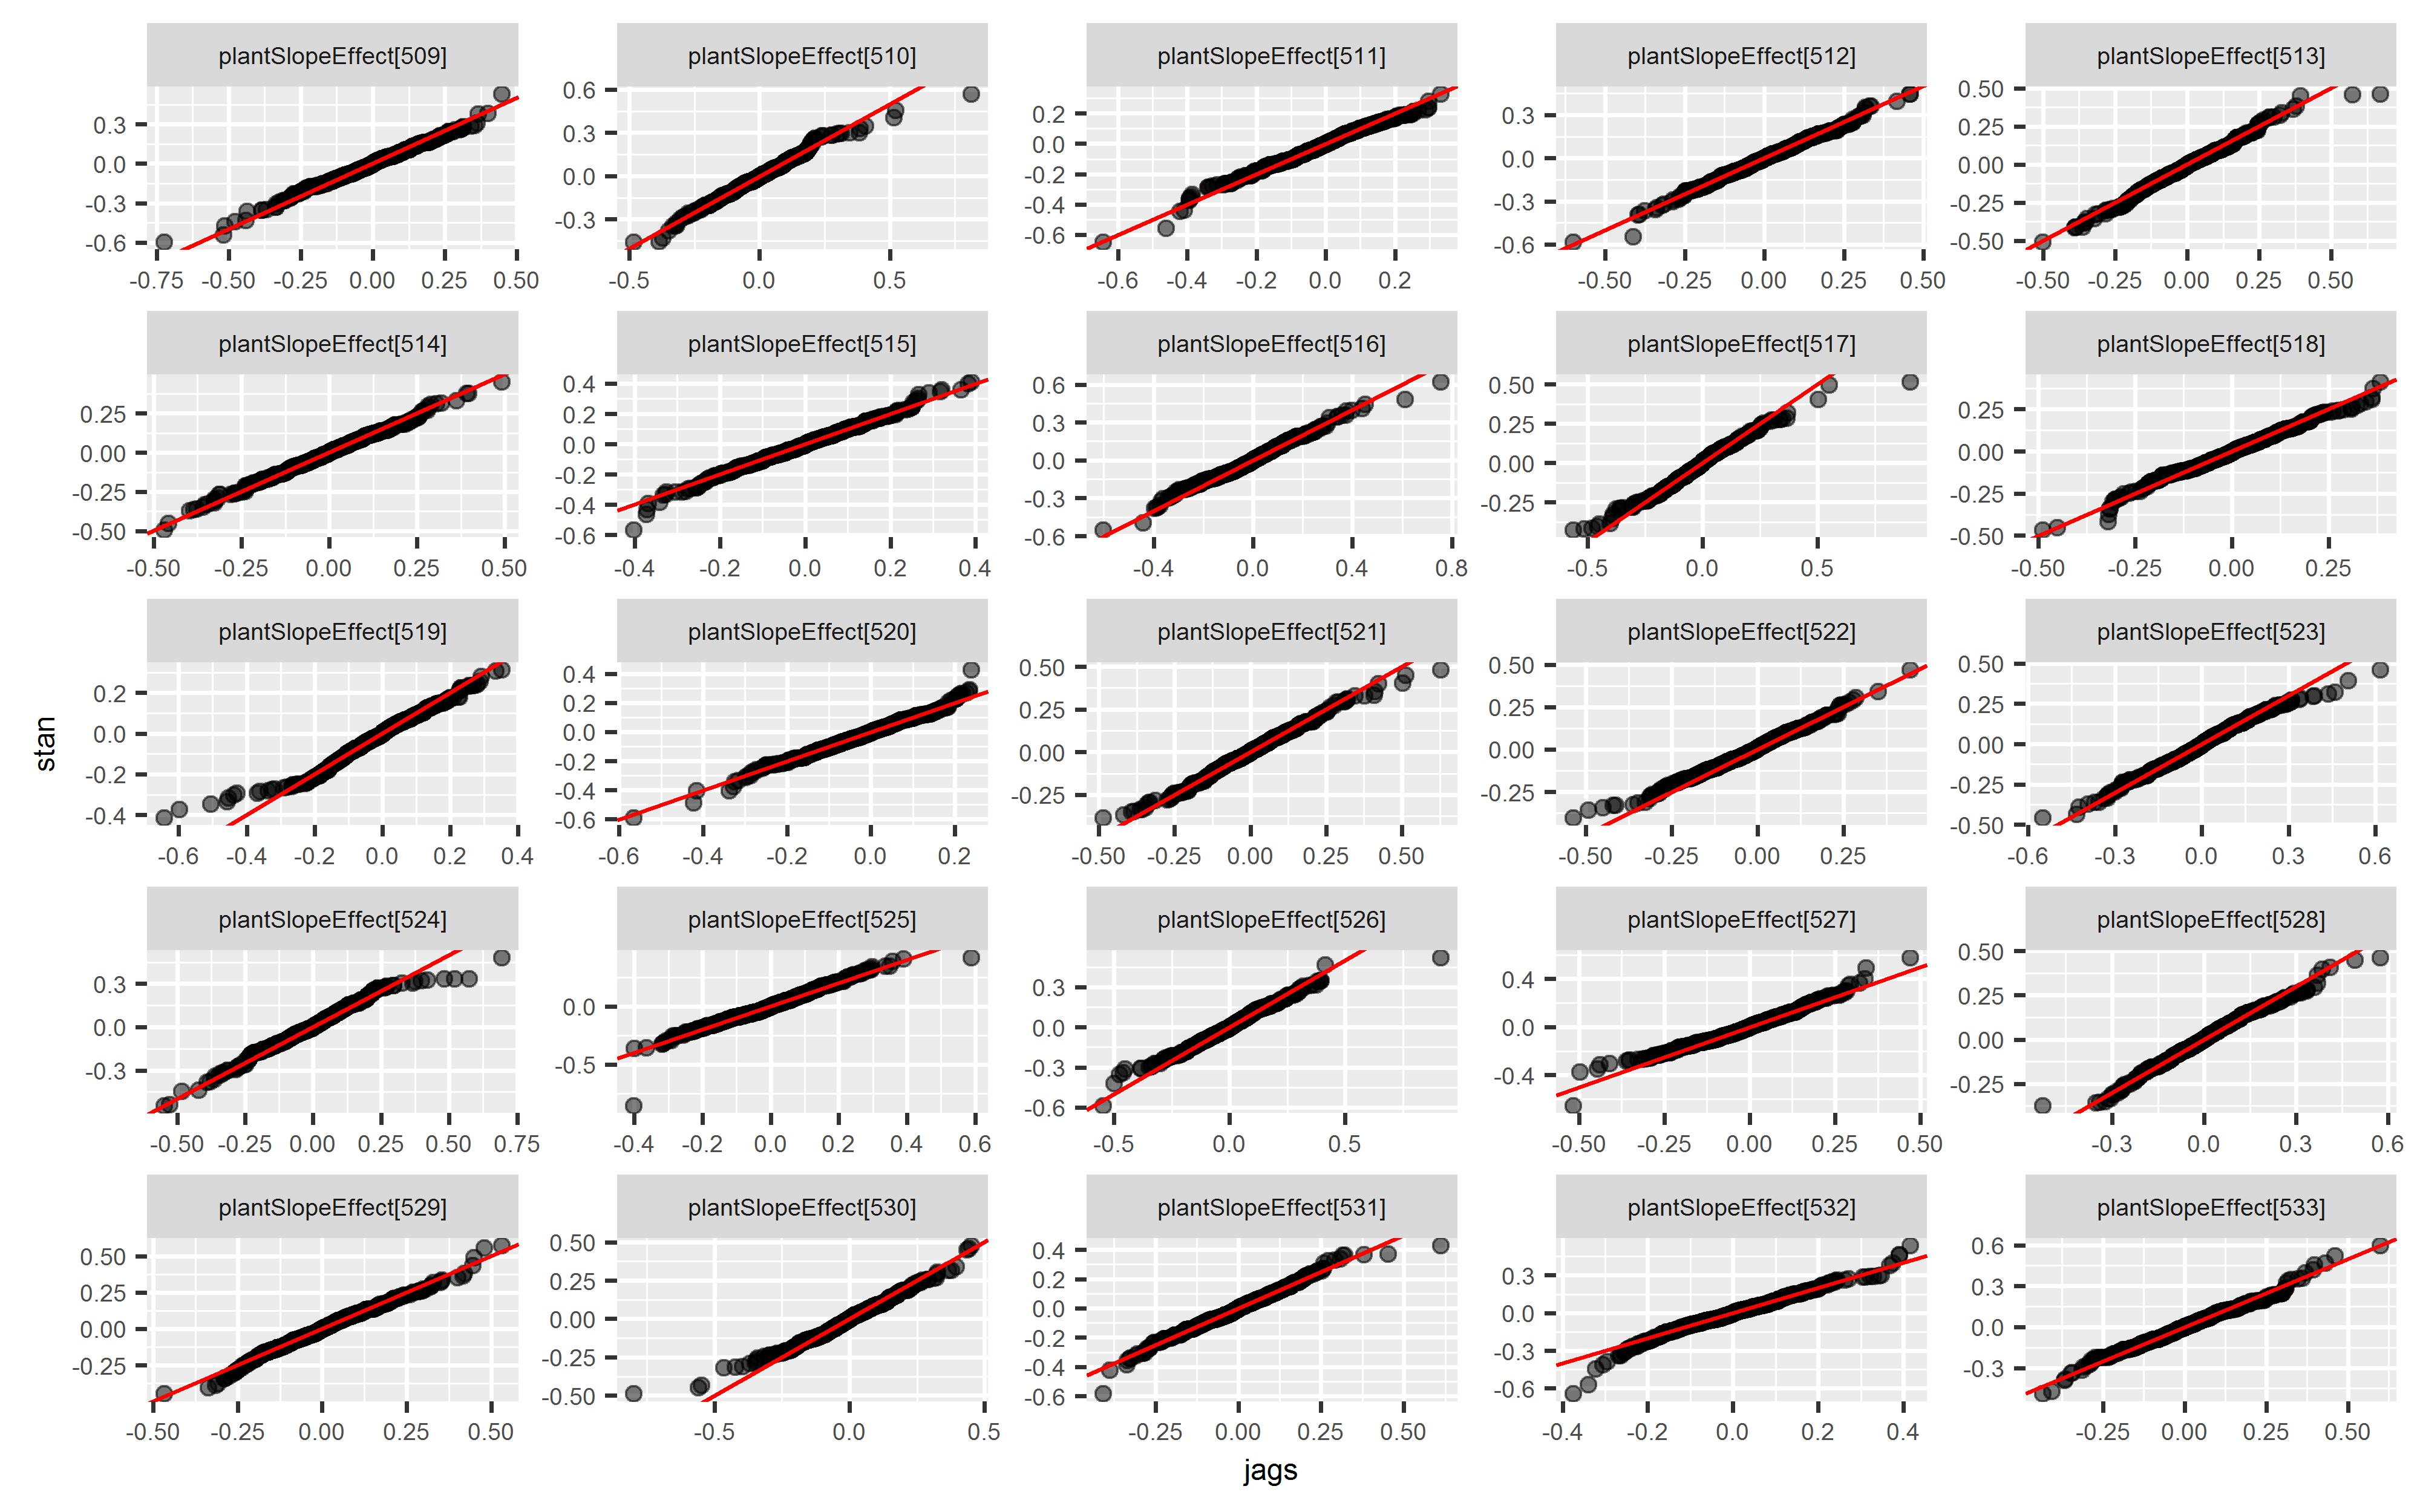 plantSlopeEffect[509] plantSlopeEffect[510] plantSlopeEffect[511] plantSlopeEffect[512] plantSlopeEffect[513]
0.3 0.0 -0.3 -0.6
-0.75 -0.50 -0.25 0.00 0.25 0.50
0.6 0.3 0.0 -0.3
-0.5 0.0 0.5
0.2 0.0 -0.2 -0.4 -0.6
-0.6 -0.4 -0.2 0.0 0.2
0.3 0.0 -0.3 -0.6
-0.50 -0.25 0.00 0.25 0.50
0.50 0.25 0.00 -0.25 -0.50
-0.50 -0.25 0.00 0.25 0.50
plantSlopeEffect[514] plantSlopeEffect[515] plantSlopeEffect[516] plantSlopeEffect[517] plantSlopeEffect[518]
0.25 0.00 -0.25 -0.50
-0.50 -0.25 0.00 0.25 0.50
0.4 0.2 0.0 -0.2 -0.4 -0.6
-0.4 -0.2 0.0 0.2 0.4
0.6 0.3 0.0 -0.3 -0.6
-0.4 0.0 0.4 0.8
0.50 0.25 0.00 -0.25
-0.5 0.0 0.5
0.25 0.00 -0.25 -0.50
-0.50 -0.25 0.00 0.25
plantSlopeEffect[519] plantSlopeEffect[520] plantSlopeEffect[521] plantSlopeEffect[522] plantSlopeEffect[523]
0.2 0.0 -0.2 -0.4
-0.6 -0.4 -0.2 0.0 0.2 0.4
0.4 0.2 0.0 -0.2 -0.4 -0.6
-0.6 -0.4 -0.2 0.0 0.2
0.50 0.25 0.00 -0.25
-0.50 -0.25 0.00 0.25 0.50
0.50 0.25 0.00 -0.25
-0.50 -0.25 0.00 0.25
0.50 0.25 0.00 -0.25 -0.50
-0.6 -0.3 0.0 0.3 0.6
stan
plantSlopeEffect[524] plantSlopeEffect[525] plantSlopeEffect[526] plantSlopeEffect[527] plantSlopeEffect[528]
0.3 0.0 -0.3
-0.50 -0.25 0.00 0.25 0.50 0.75
0.0 -0.5
-0.4 -0.2 0.0 0.2 0.4 0.6
0.3 0.0 -0.3 -0.6
-0.5 0.0 0.5
0.4 0.0 -0.4
-0.50 -0.25 0.00 0.25 0.50
0.50 0.25 0.00 -0.25
-0.3 0.0 0.3 0.6
plantSlopeEffect[529] plantSlopeEffect[530] plantSlopeEffect[531] plantSlopeEffect[532] plantSlopeEffect[533]
0.50 0.25 0.00 -0.25
-0.50 -0.25 0.00 0.25 0.50
0.50 0.25 0.00 -0.25 -0.50
-0.5 0.0 0.5
0.4 0.2 0.0 -0.2 -0.4 -0.6
-0.25 0.00 0.25 0.50
0.3 0.0 -0.3 -0.6
-0.4 -0.2 0.0 0.2 0.4
0.6 0.3 0.0 -0.3
-0.25 0.00 0.25 0.50
jags